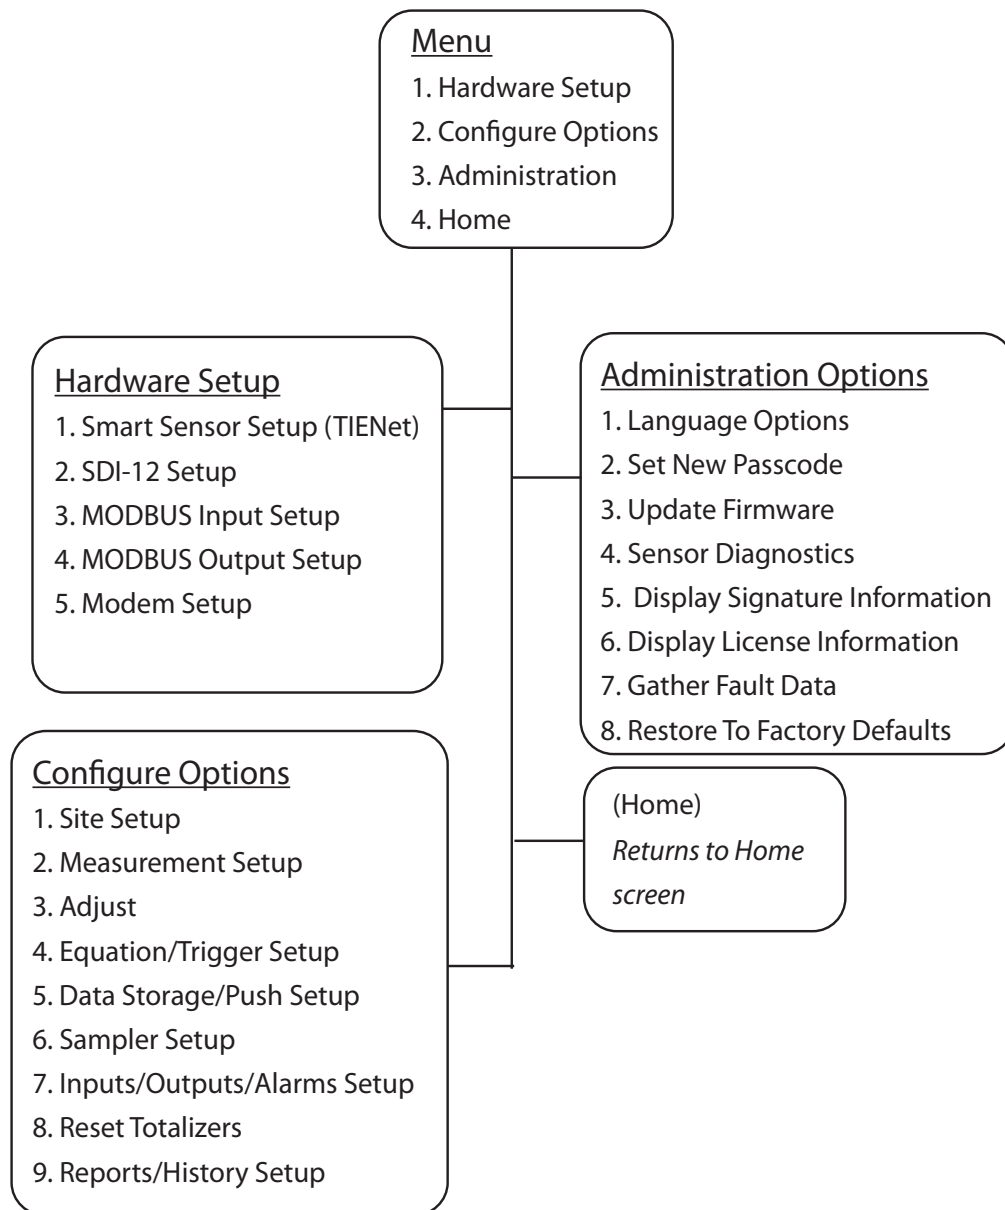 Menu
1. Hardware Setup
2. Configure Options
3. Administration
4. Home
Hardware Setup
1. Smart Sensor Setup (TIENet)
2. SDI-12 Setup
3. MODBUS Input Setup
4. MODBUS Output Setup
5. Modem Setup
Administration Options
1. Language Options
2. Set New Passcode
3. Update Firmware
4. Sensor Diagnostics
5. Display Signature Information
6. Display License Information
7. Gather Fault Data
8. Restore To Factory Defaults
Configure Options
1. Site Setup
2. Measurement Setup
3. Adjust
4. Equation/Trigger Setup
5. Data Storage/Push Setup
6. Sampler Setup
7. Inputs/Outputs/Alarms Setup
8. Reset Totalizers
9. Reports/History Setup
(Home)
Returns to Home
screen